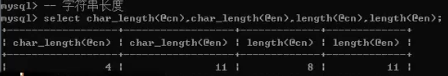 mysql> -- 字符串长度
mysql> select char_length(@cn),char_length(@en),length(@cn),length(@en);
+------------------+------------------+-------------+-------------+
| char_length(@cn) | char_length(@en) | length(@cn) | length(@en) |
+------------------+------------------+-------------+-------------+
| 4 | 11 | 8 | 11 |